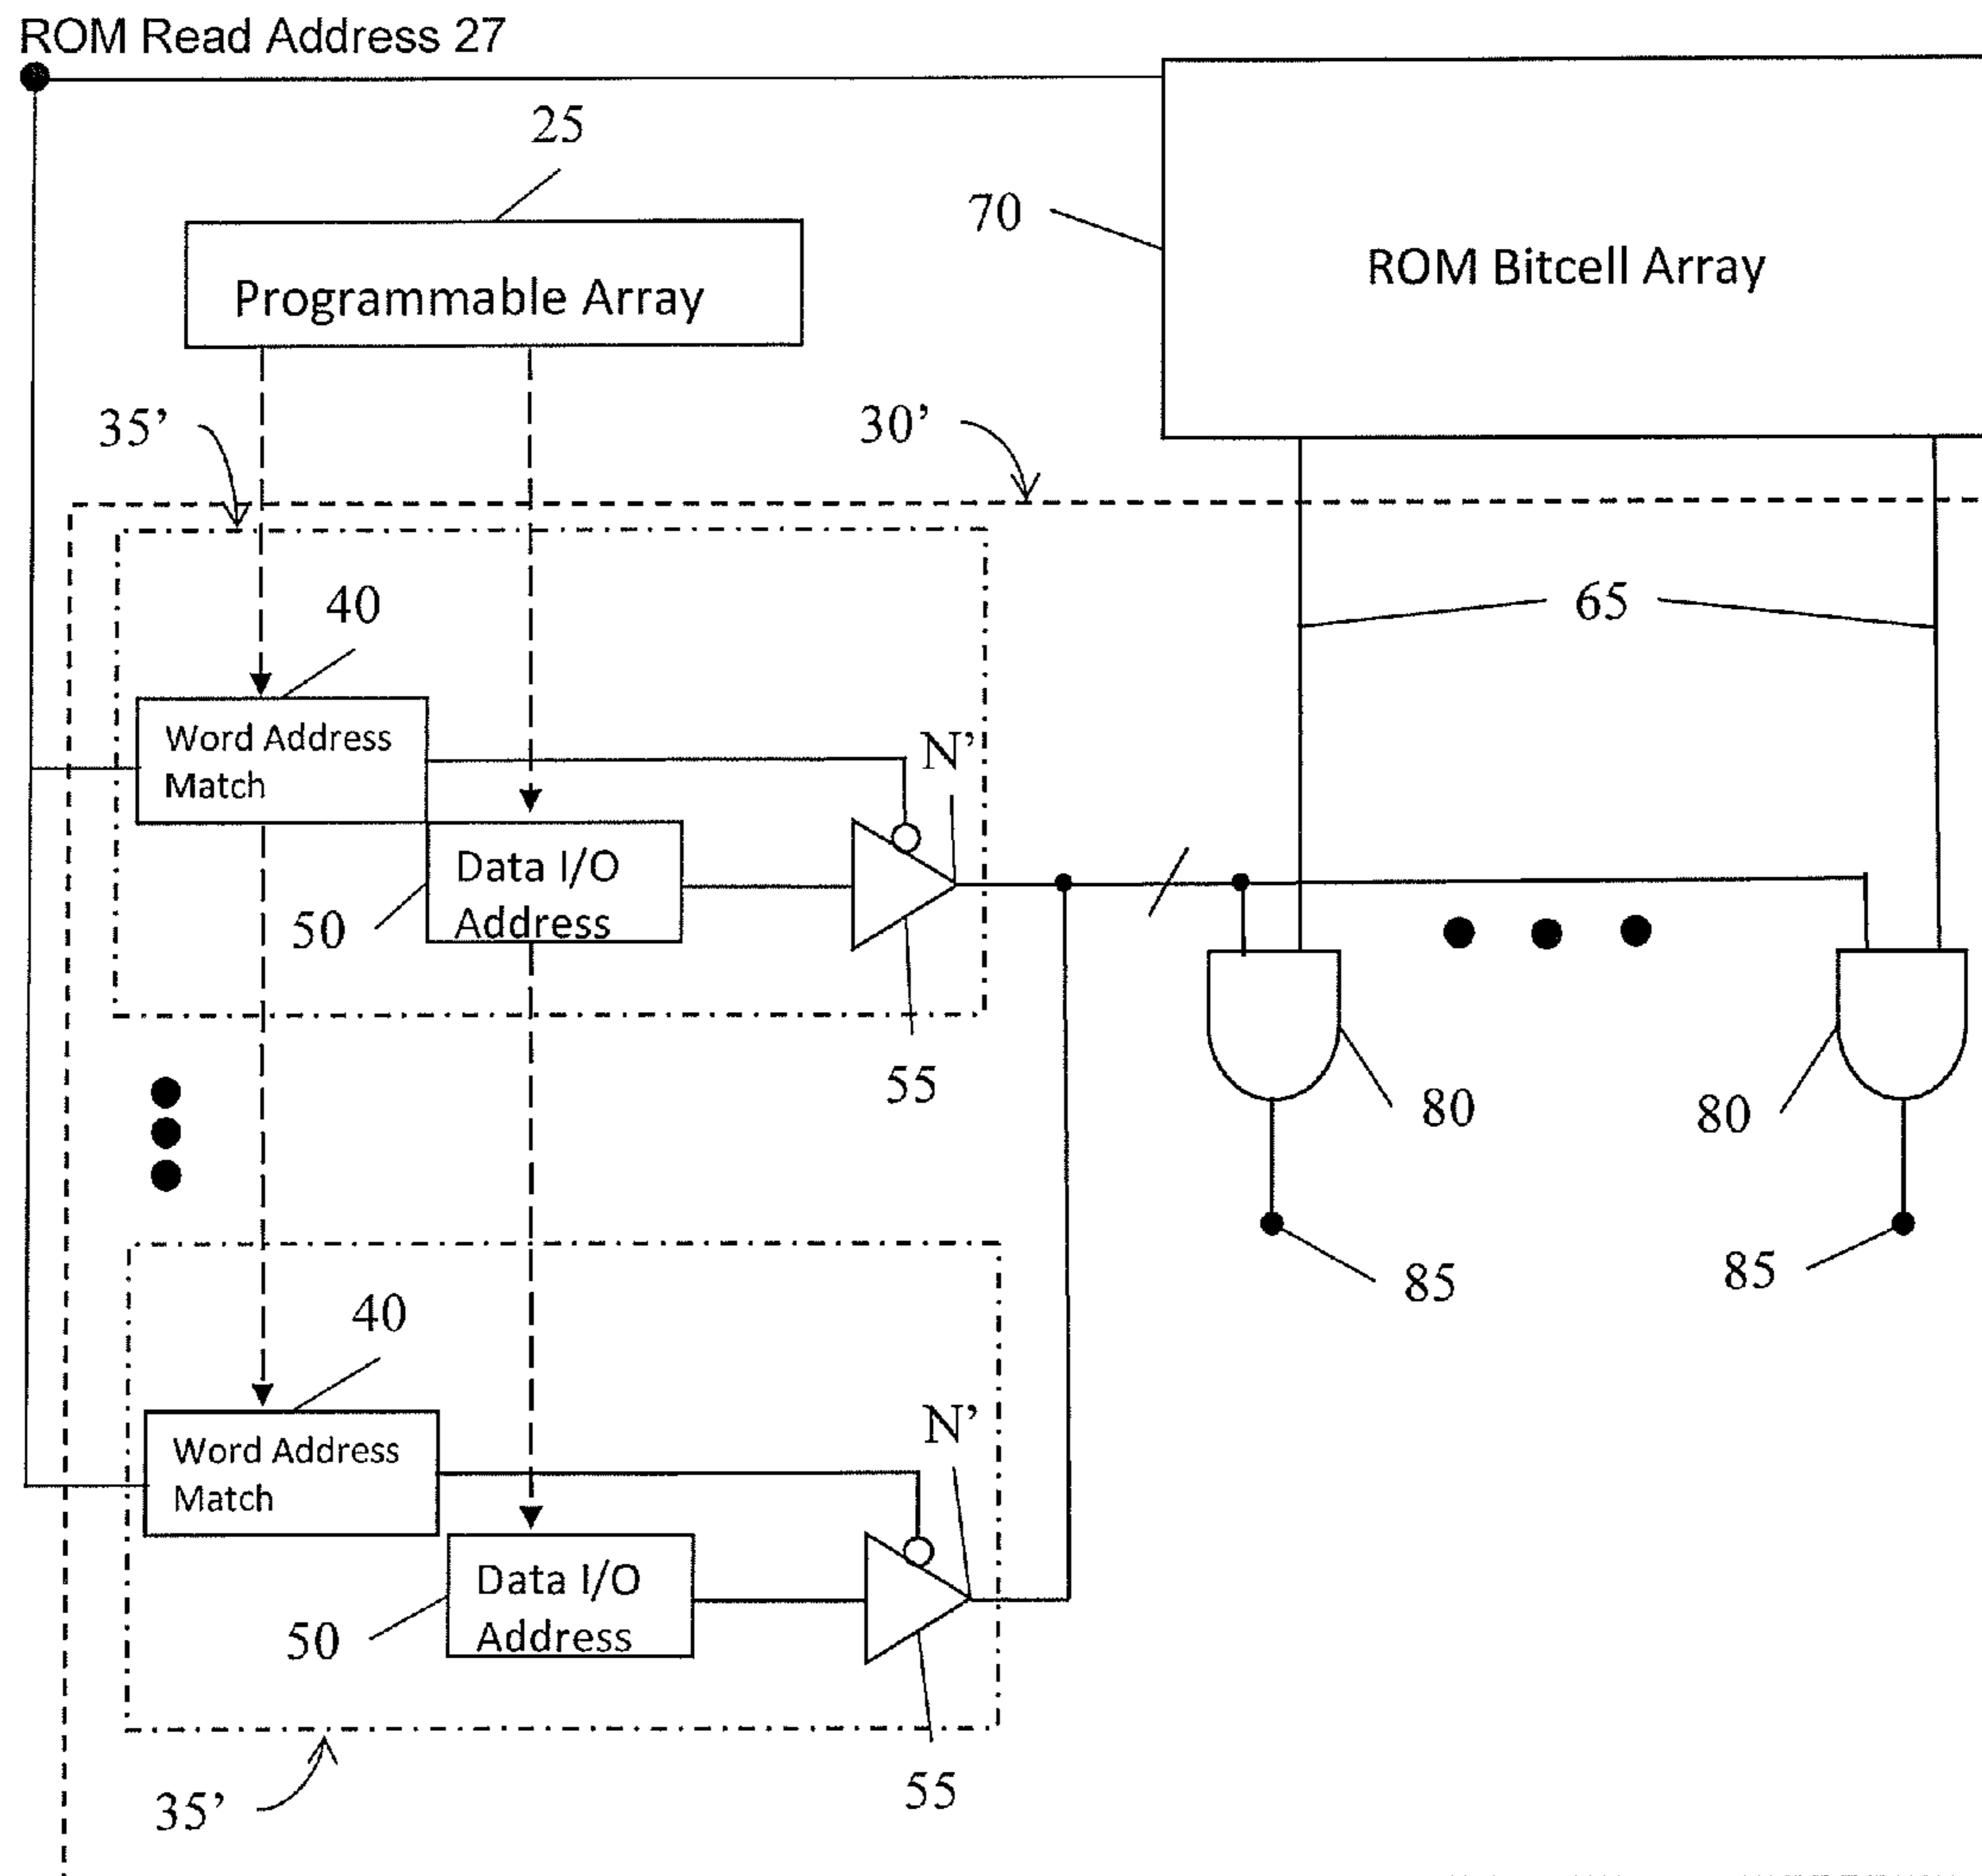 ROM Read Address 27
25
70
ROM Bitcell Array
Programmable Array
35’
30’
40
65
Word Address
Match
N’
Data I/O
Address
50
55
80
80
85
85
40
Word Address
Match
N’
Data I/O
Address
50
55
35’